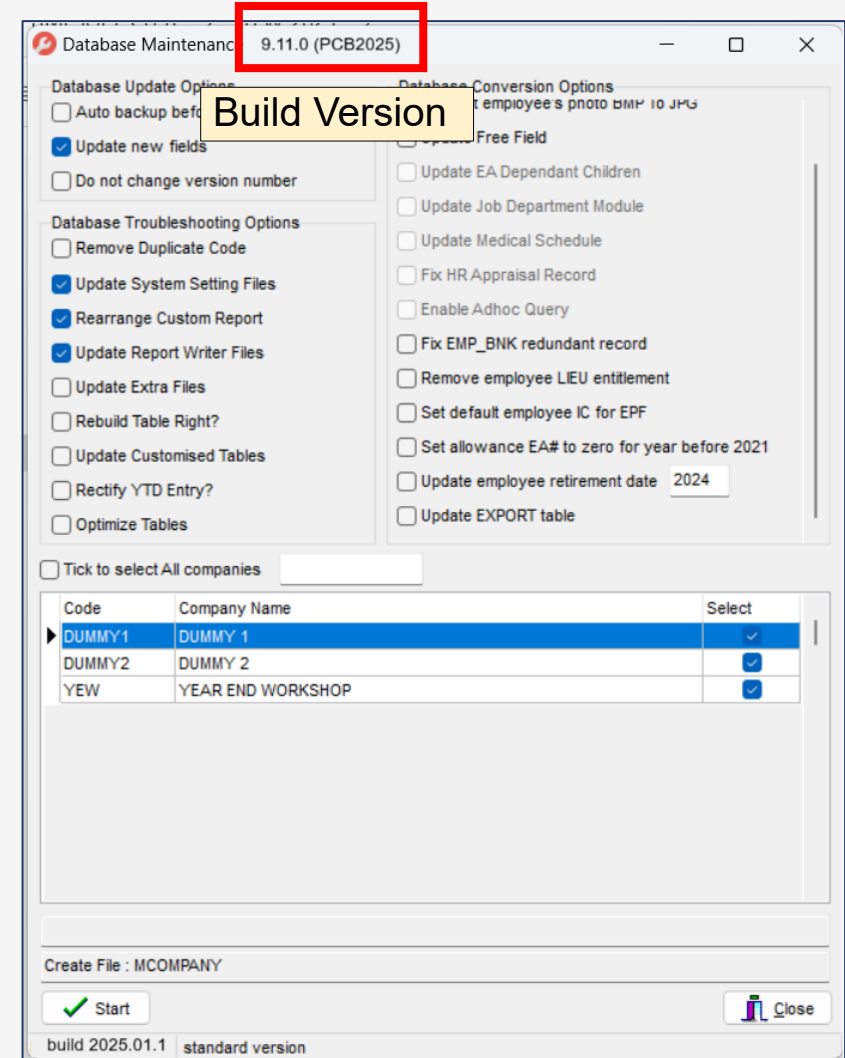 Database Maintenanc 9.11.0 (PCB2025)
Build Version
Database Update Options
Auto backup befo
Update new fields
Do not change version number
Database Troubleshooting Options
Remove Duplicate Code
Update System Setting Files
Rearrange Custom Report
Update Report Writer Files
Update Extra Files
Rebuild Table Right?
Update Customised Tables
Rectify YTD Entry?
Optimize Tables
Database Conversion Options
t employee's photo BMP To JPG
Update Free Field
Update EA Dependant Children
Update Job Department Module
Update Medical Schedule
Fix HR Appraisal Record
Enable Adhoc Query
Fix EMP_BNK redundant record
Remove employee LIEU entitlement
Set default employee IC for EPF
Set allowance EA# to zero for year before 2021
Update employee retirement date 2024
Update EXPORT table
Tick to select All companies
Code Company Name Select
DUMMY1 DUMMY 1
DUMMY2 DUMMY 2
YEW YEAR END WORKSHOP
Create File : MCOMPANY
Start Close
build 2025.01.1 standard version